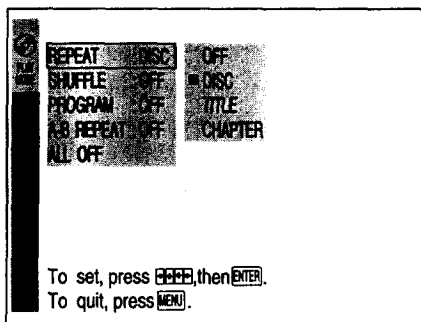 REPEAT DISC
SHUFFLE OFF
PROGRAM OFF
A-B REPEAT OFF
ALL OFF
OFF
DISC
TITLE
CHAPTER
To set, press ,then ENTER.
To quit, press MENU.